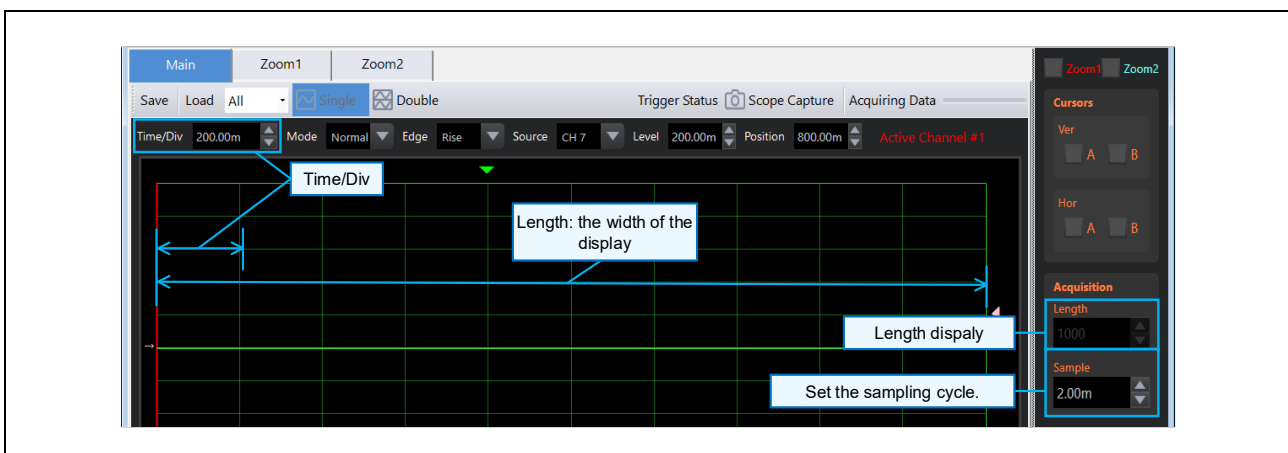 Main Zoom1 Zoom2
Zoom1 Zoom2
Save Load All Single Double Trigger Status Scope Capture Acquiring Data
Cursors
Time/Div 200.00m Mode Normal Edge Rise Source CH 7 Level 200.00m Position 800.00m Active Channel #1
Ver
A B
Time/Div
Hor
A B
Length: the width of the
display
Acquisition
Length
Length dispaly
1000
Sample
Set the sampling cycle.
2.00m